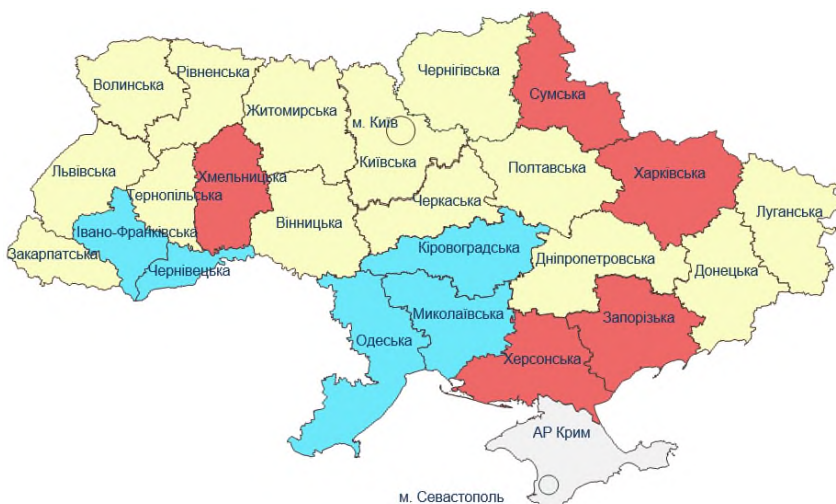 Волинська
Рівненська
Чернігівська
Сумська
Житомирська
м. Київ
Київська
Львівська
Тернопільська
Хмельницька
Полтавська
Харківська
Луганська
Черкаська
Вінницька
Івано-Франківська
Закарпатська
Чернівецька
Кіровоградська
Дніпропетровська
Донецька
Миколаївська
Запорізька
Одеська
Херсонська
АР Крим
м. Севастополь